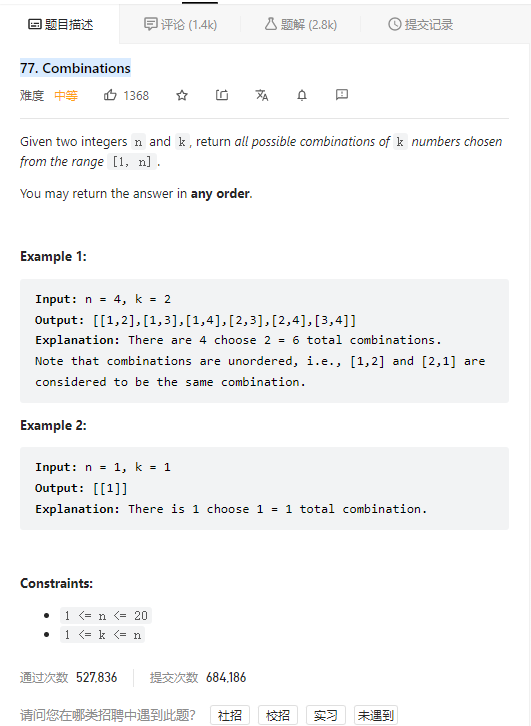 题目描述 评论 (1.4k) 题解 (2.8k) 提交记录
77. Combinations
难度 中等 1368
Given two integers n and k, return all possible combinations of k numbers chosen
from the range [1, n].
You may return the answer in any order.
Example 1:
Input: n = 4, k = 2
Output: [[1,2],[1,3],[1,4],[2,3],[2,4],[3,4]]
Explanation: There are 4 choose 2 = 6 total combinations.
Note that combinations are unordered, i.e., [1,2] and [2,1] are
considered to be the same combination.
Example 2:
Input: n = 1, k = 1
Output: [[1]]
Explanation: There is 1 choose 1 = 1 total combination.
Constraints:
1 <= n <= 20
1 <= k <= n
通过次数 527,836 提交次数 684,186
请问您在哪类招聘中遇到此题? 社招 校招 实习 未遇到